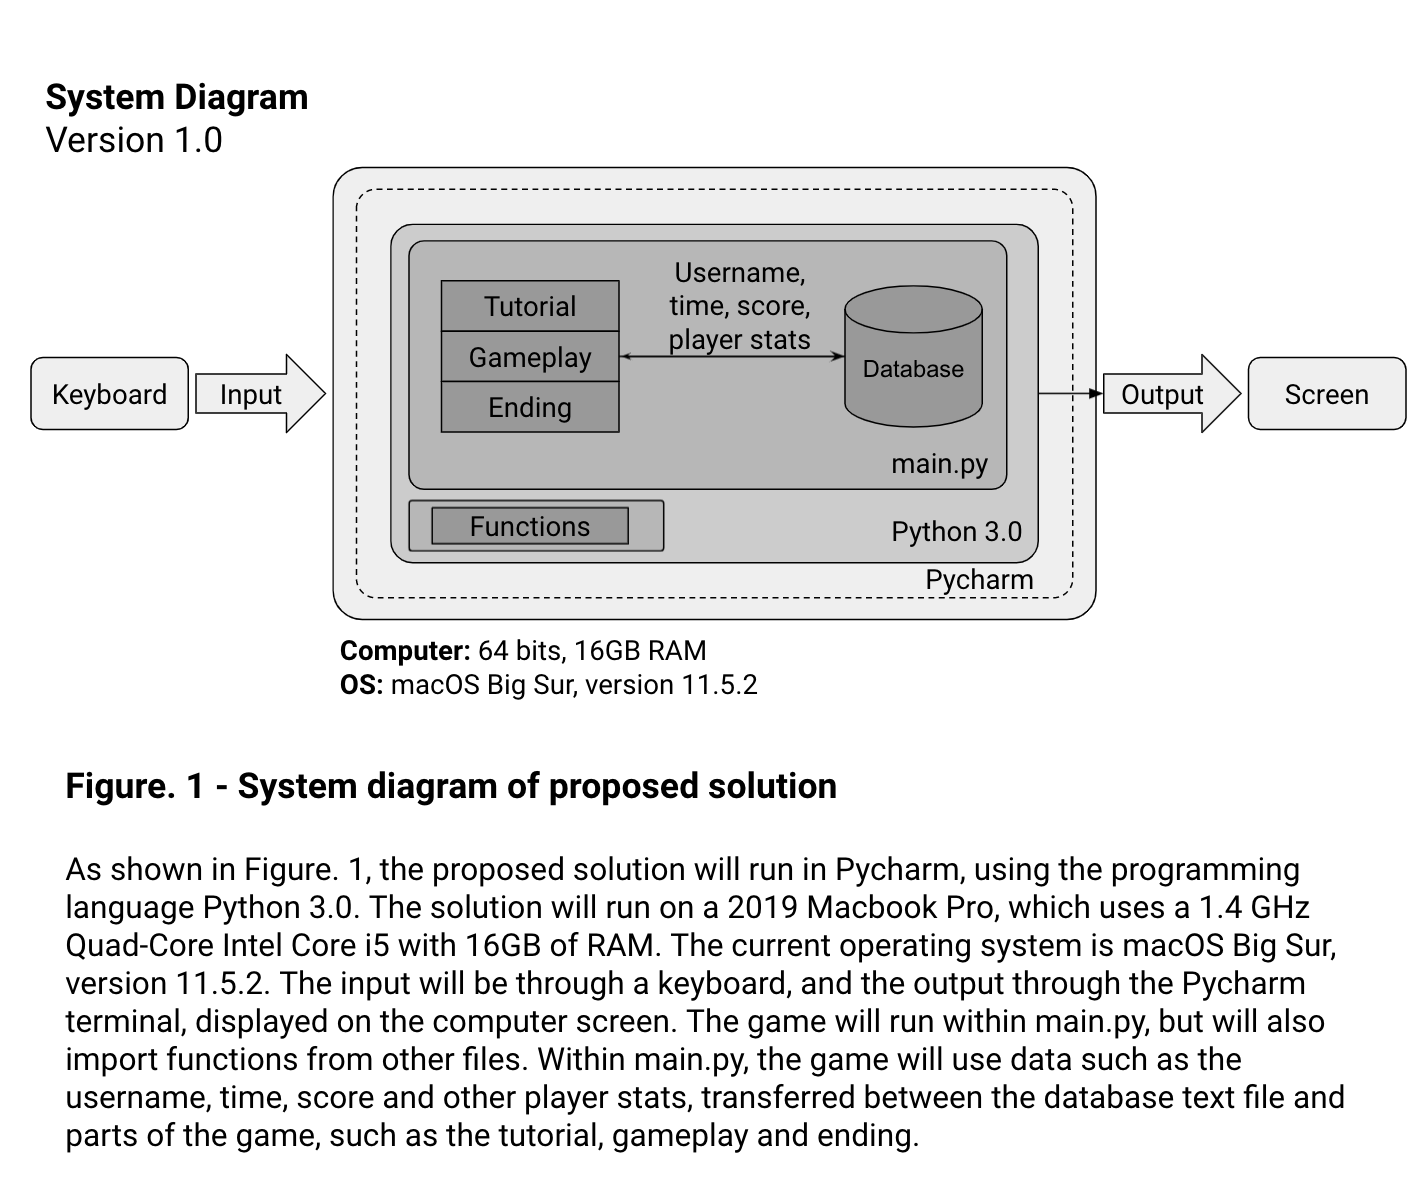 System Diagram
Version 1.0
Username,
time, score,
player stats
Tutorial
Gameplay
Ending
Database
Keyboard
Input
Output
Screen
main.py
Functions
Python 3.0
Pycharm
Computer: 64 bits, 16GB RAM
OS: macOS Big Sur, version 11.5.2
Figure. 1 - System diagram of proposed solution
As shown in Figure. 1, the proposed solution will run in Pycharm, using the programming
language Python 3.0. The solution will run on a 2019 Macbook Pro, which uses a 1.4 GHz
Quad-Core Intel Core i5 with 16GB of RAM. The current operating system is macOS Big Sur,
version 11.5.2. The input will be through a keyboard, and the output through the Pycharm
terminal, displayed on the computer screen. The game will run within main.py, but will also
import functions from other files. Within main.py, the game will use data such as the
username, time, score and other player stats, transferred between the database text file and
parts of the game, such as the tutorial, gameplay and ending.